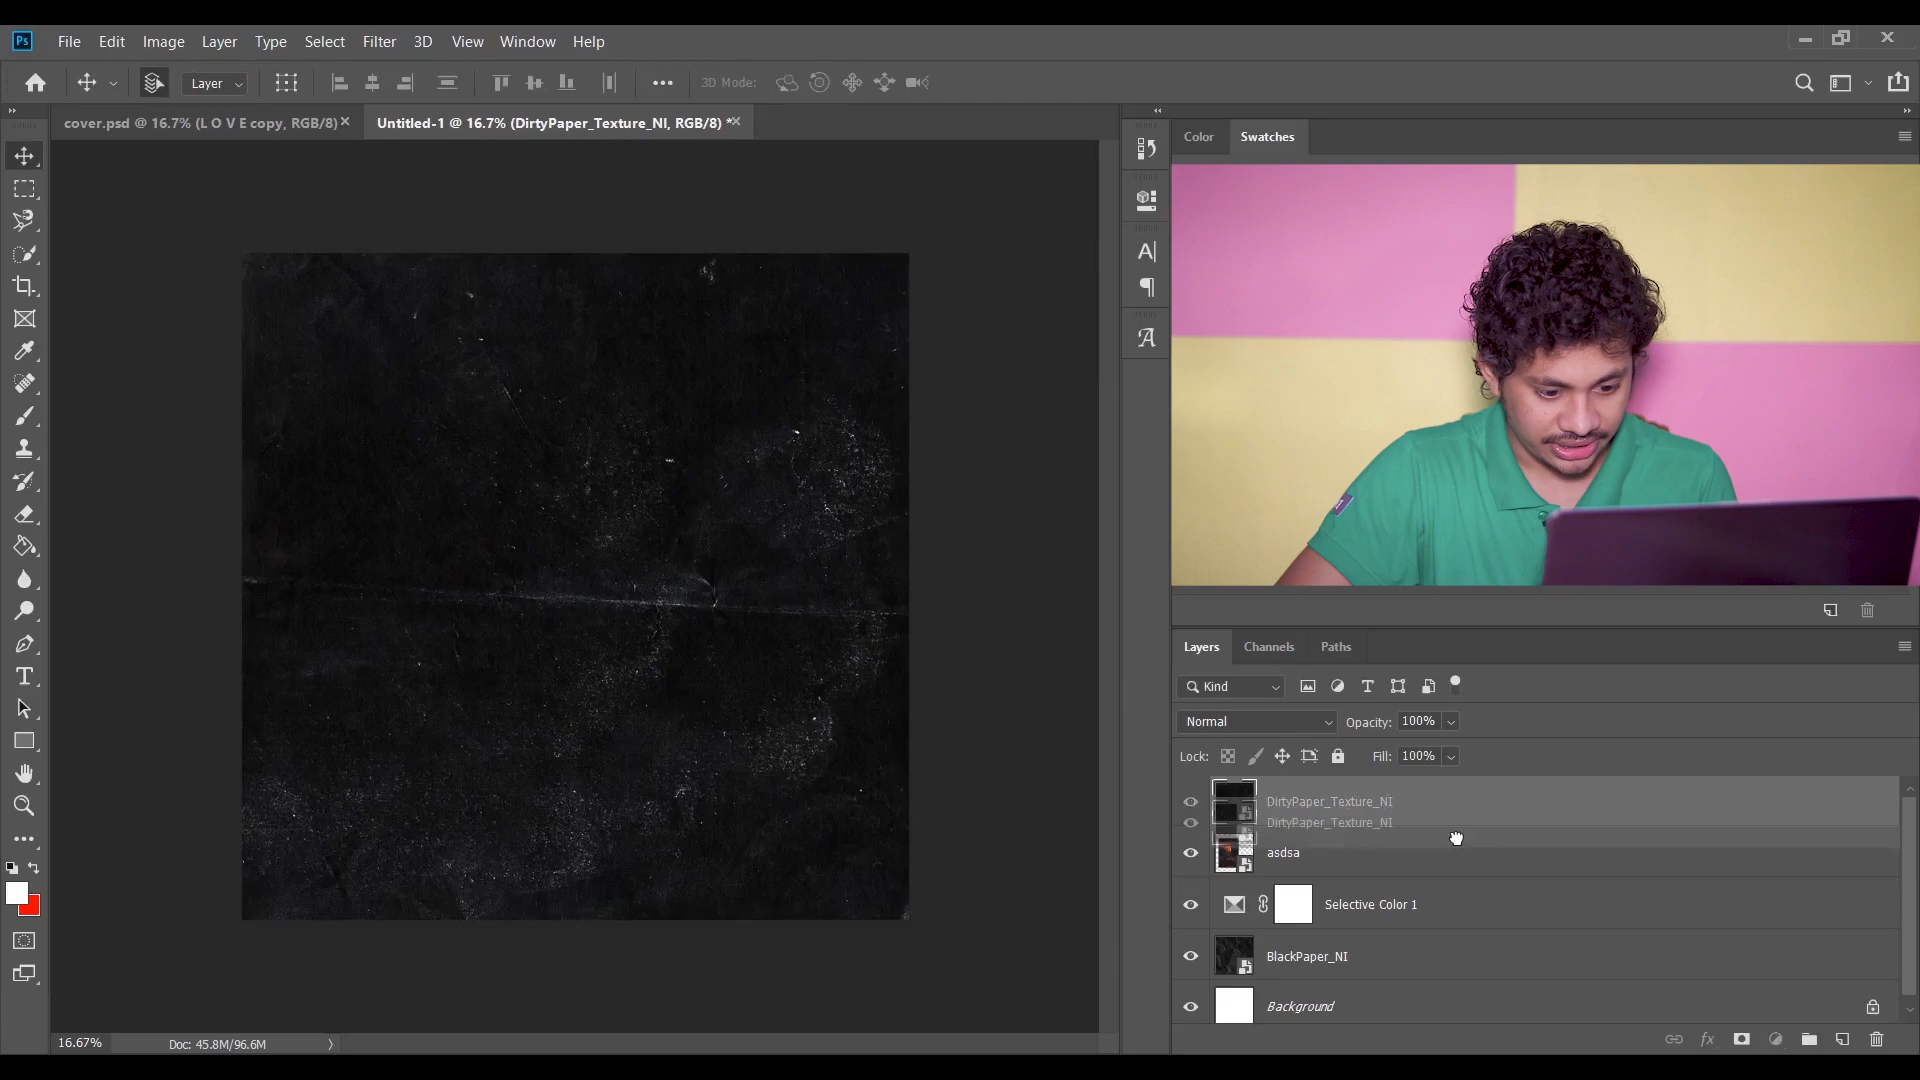 Ps File Edit Image Layer Type Select Filter 3D View Window Help
Layer 3D Mode:
cover.psd @ 16.7% (L O V E copy, RGB/8) Untitled-1 @ 16.7% (DirtyPaper_Texture_NI, RGB/8) *
Color Swatches
Layers Channels Paths
Kind
Normal Opacity: 100%
Lock: Fill: 100%
DirtyPaper_Texture_NI
DirtyPaper_Texture_NI
asdsa
Selective Color 1
BlackPaper_NI
Background
16.67% Doc: 45.8M/96.6M